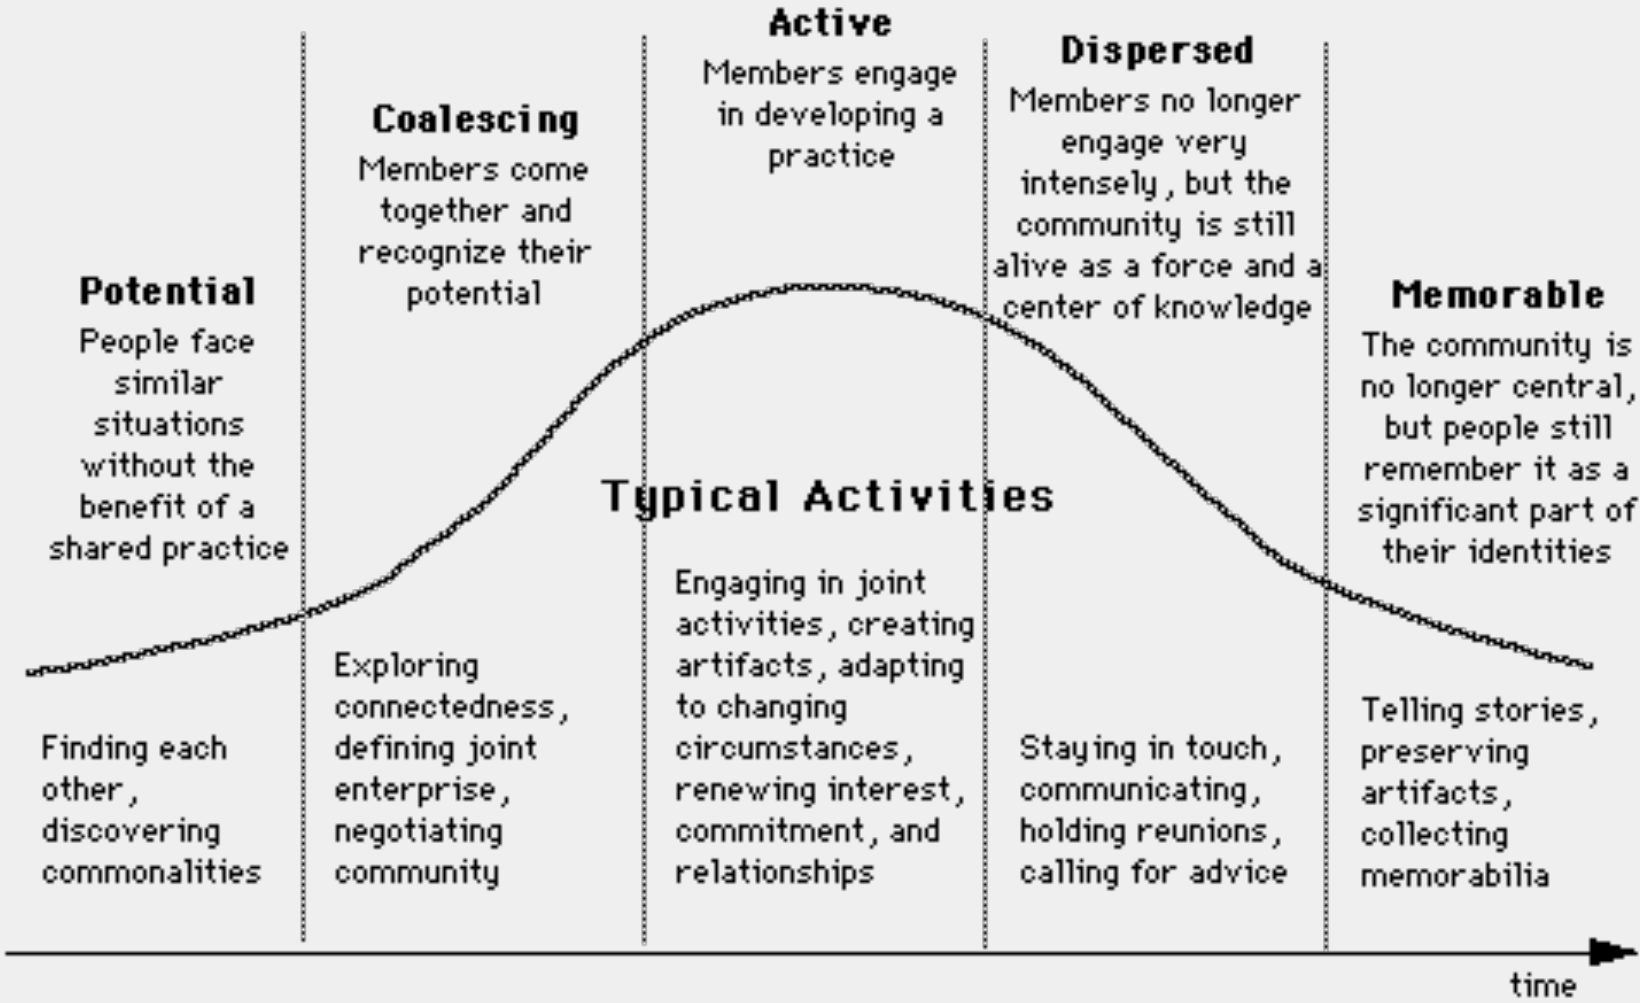 Potential
People face
similar
situations
without the
benefit of a
shared practice
Coalescing
Members come
together and
recognize their
potential
Active
Members engage
in developing a
practice
Dispersed
Members no longer
engage very
intensely, but the
community is still
alive as a force and a
center of knowledge
Memorable
The community is
no longer central,
but people still
remember it as a
significant part of
their identities
Typical Activities
Finding each
other,
discovering
commonalities
Exploring
connectedness,
defining joint
enterprise,
negotiating
community
Engaging in joint
activities, creating
artifacts, adapting
to changing
circumstances,
renewing interest,
commitment, and
relationships
Staying in touch,
communicating,
holding reunions,
calling for advice
Telling stories,
preserving
artifacts,
collecting
memorabilia
time